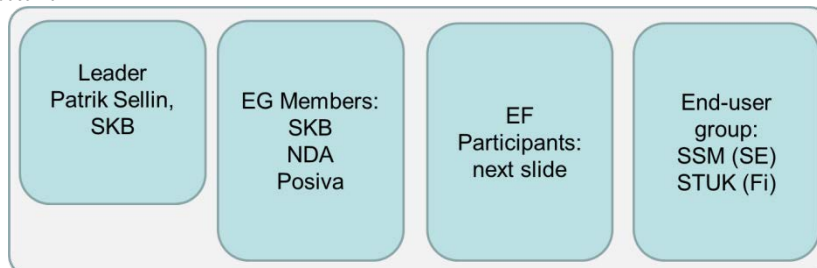 Leader
Patrik Sellin,
SKB
EG Members:
SKB
NDA
Posiva
EF
Participants:
next slide
End-user
group:
SSM (SE)
STUK (Fi)